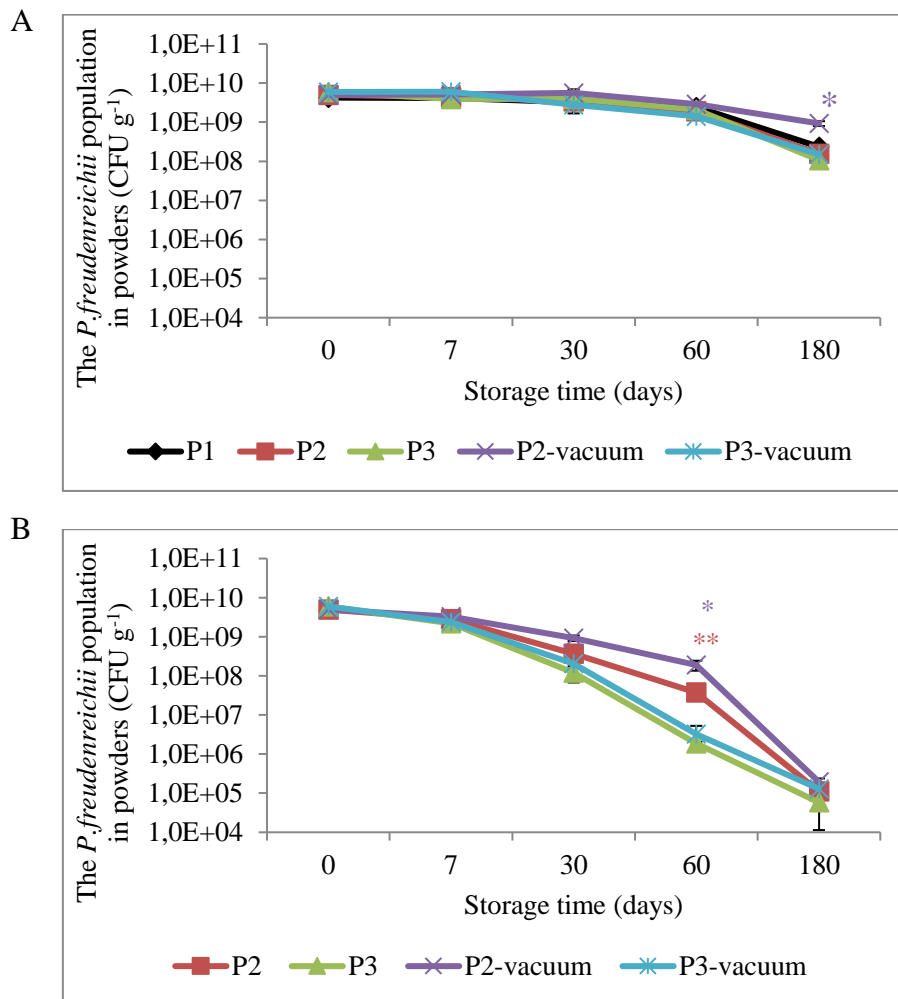 A
The P.freudenreichii population
in powders (CFU g-1)
1,0E+11
1,0E+10
1,0E+09
1,0E+08
1,0E+07
1,0E+06
1,0E+05
1,0E+04
*
0 7 30 60 180
Storage time (days)
P1 P2 P3 P2-vacuum P3-vacuum
B
The P.freudenreichii population
in powders (CFU g-1)
1,0E+11
1,0E+10
1,0E+09
1,0E+08
1,0E+07
1,0E+06
1,0E+05
1,0E+04
*
**
0 7 30 60 180
Storage time (days)
P2 P3 P2-vacuum P3-vacuum